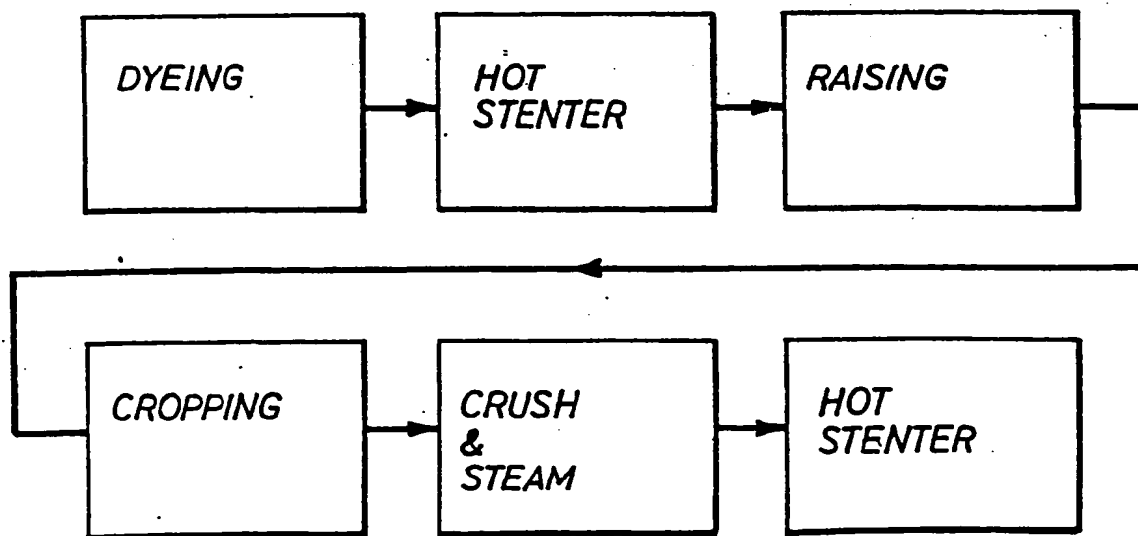 DYEING
HOT
STENTER
RAISING
CROPPING
CRUSH
&
STEAM
HOT
STENTER